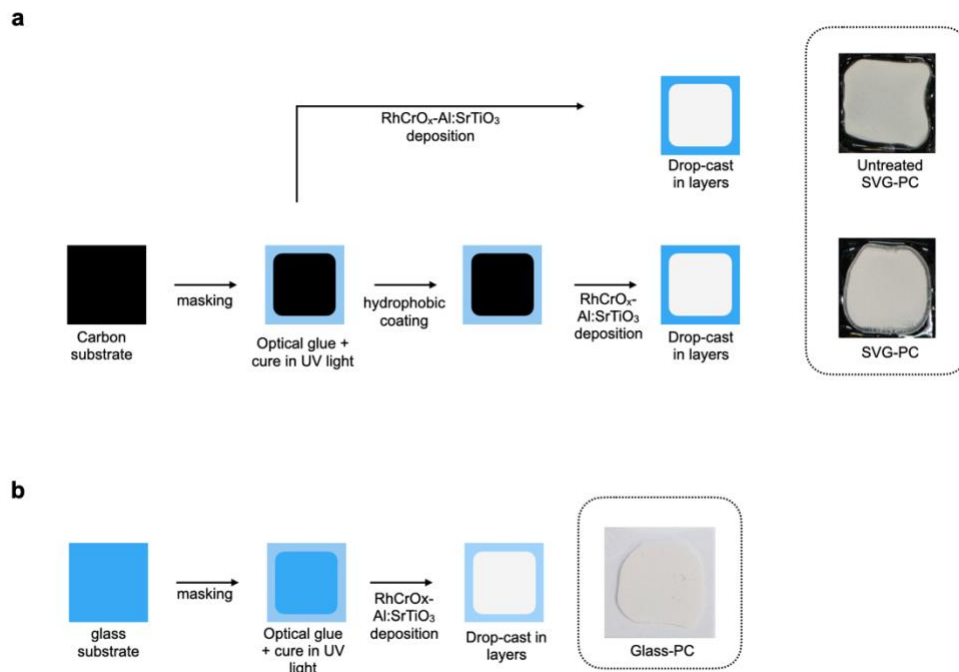 a
RhCrOₓ-Al:SrTiO₃
deposition
Drop-cast
in layers
Untreated
SVG-PC
Carbon
substrate
masking
Optical glue +
cure in UV light
hydrophobic
coating
RhCrOₓ-
Al:SrTiO₃
deposition
Drop-cast
in layers
SVG-PC
b
glass
substrate
masking
Optical glue
+ cure in UV
light
RhCrOx-
Al:SrTiO₃
deposition
Drop-cast in
layers
Glass-PC